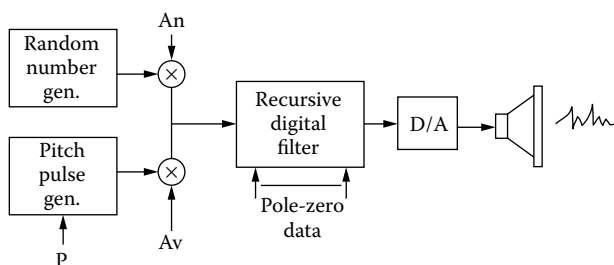 An
Random
number
gen.
×
Recursive
digital
filter
D/A
Pitch
pulse
gen.
×
Pole-zero
data
P
Av